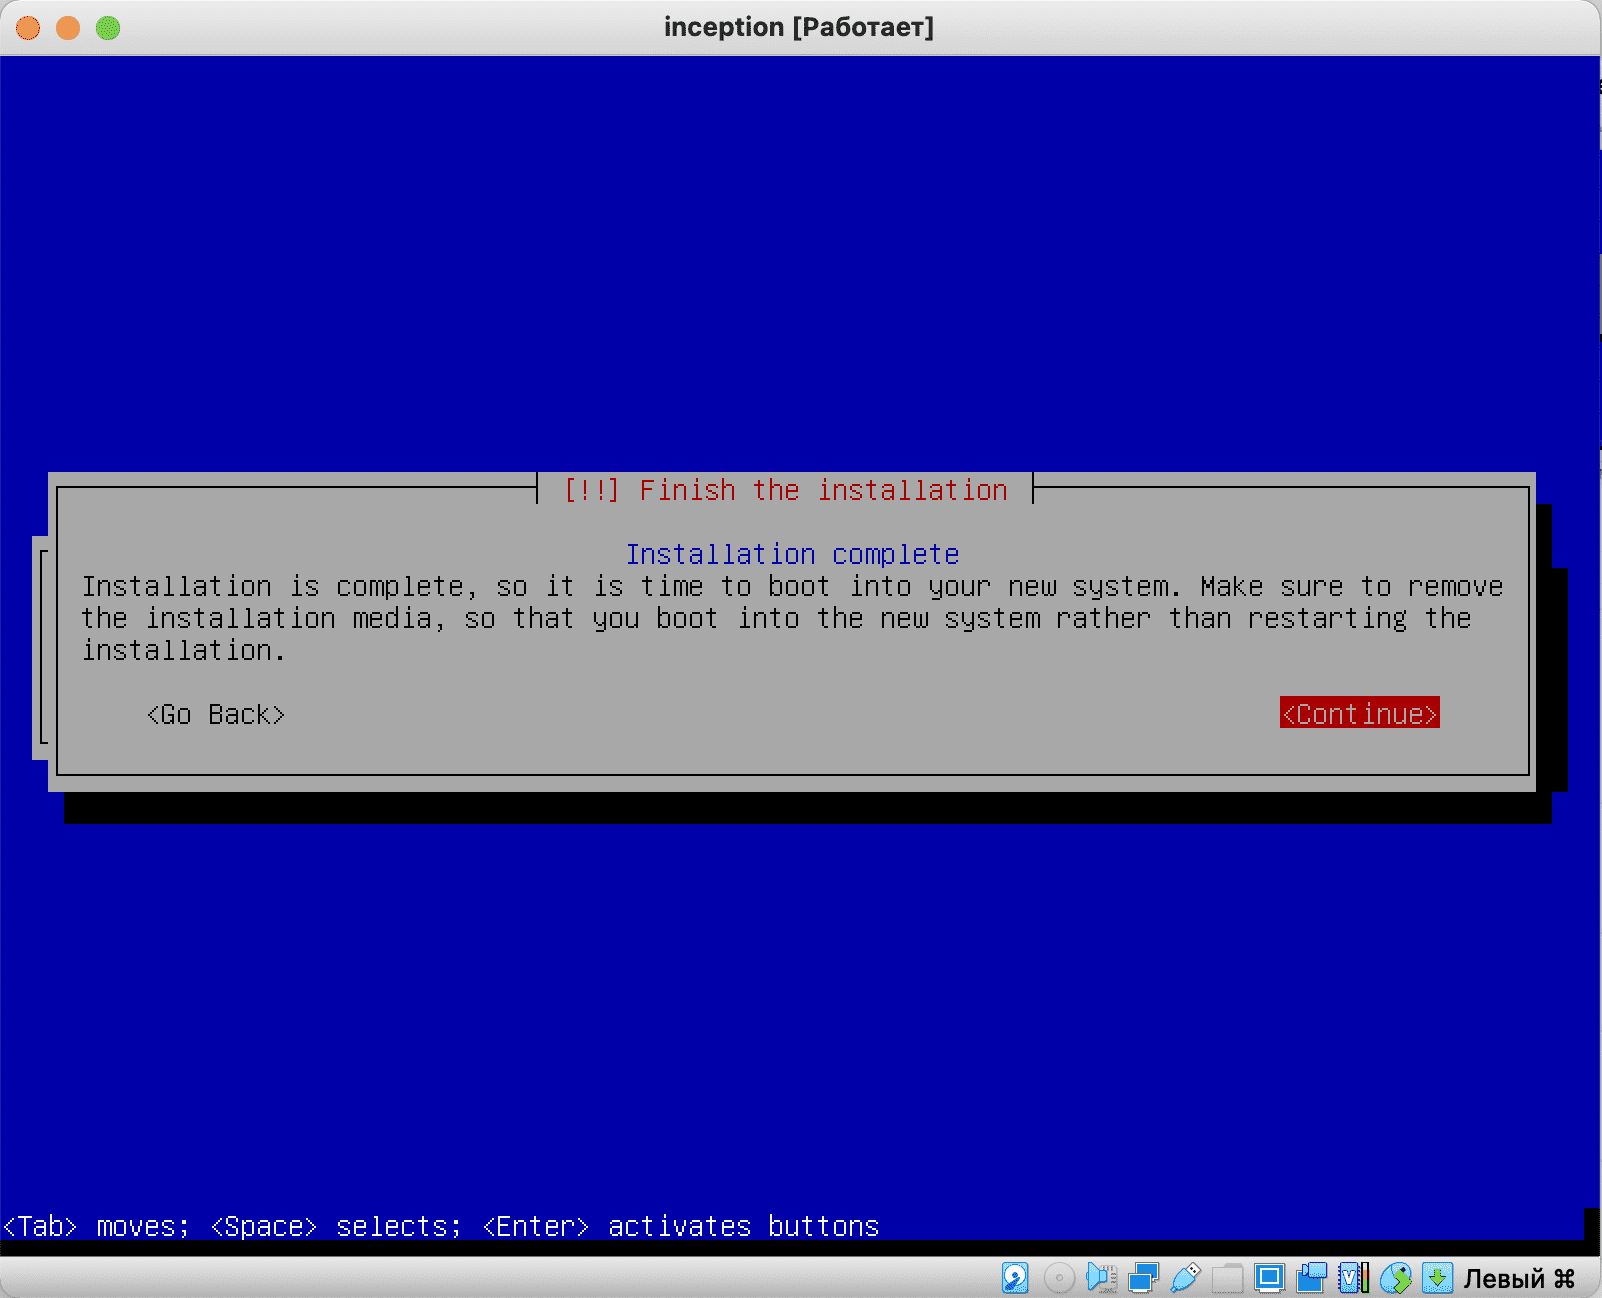 inception [Работает]
[!!] Finish the installation
Installation complete
Installation is complete, so it is time to boot into your new system. Make sure to remove
the installation media, so that you boot into the new system rather than restarting the
installation.
<Go Back> <Continue>
<Tab> moves; <Space> selects; <Enter> activates buttons
Левый ⌘